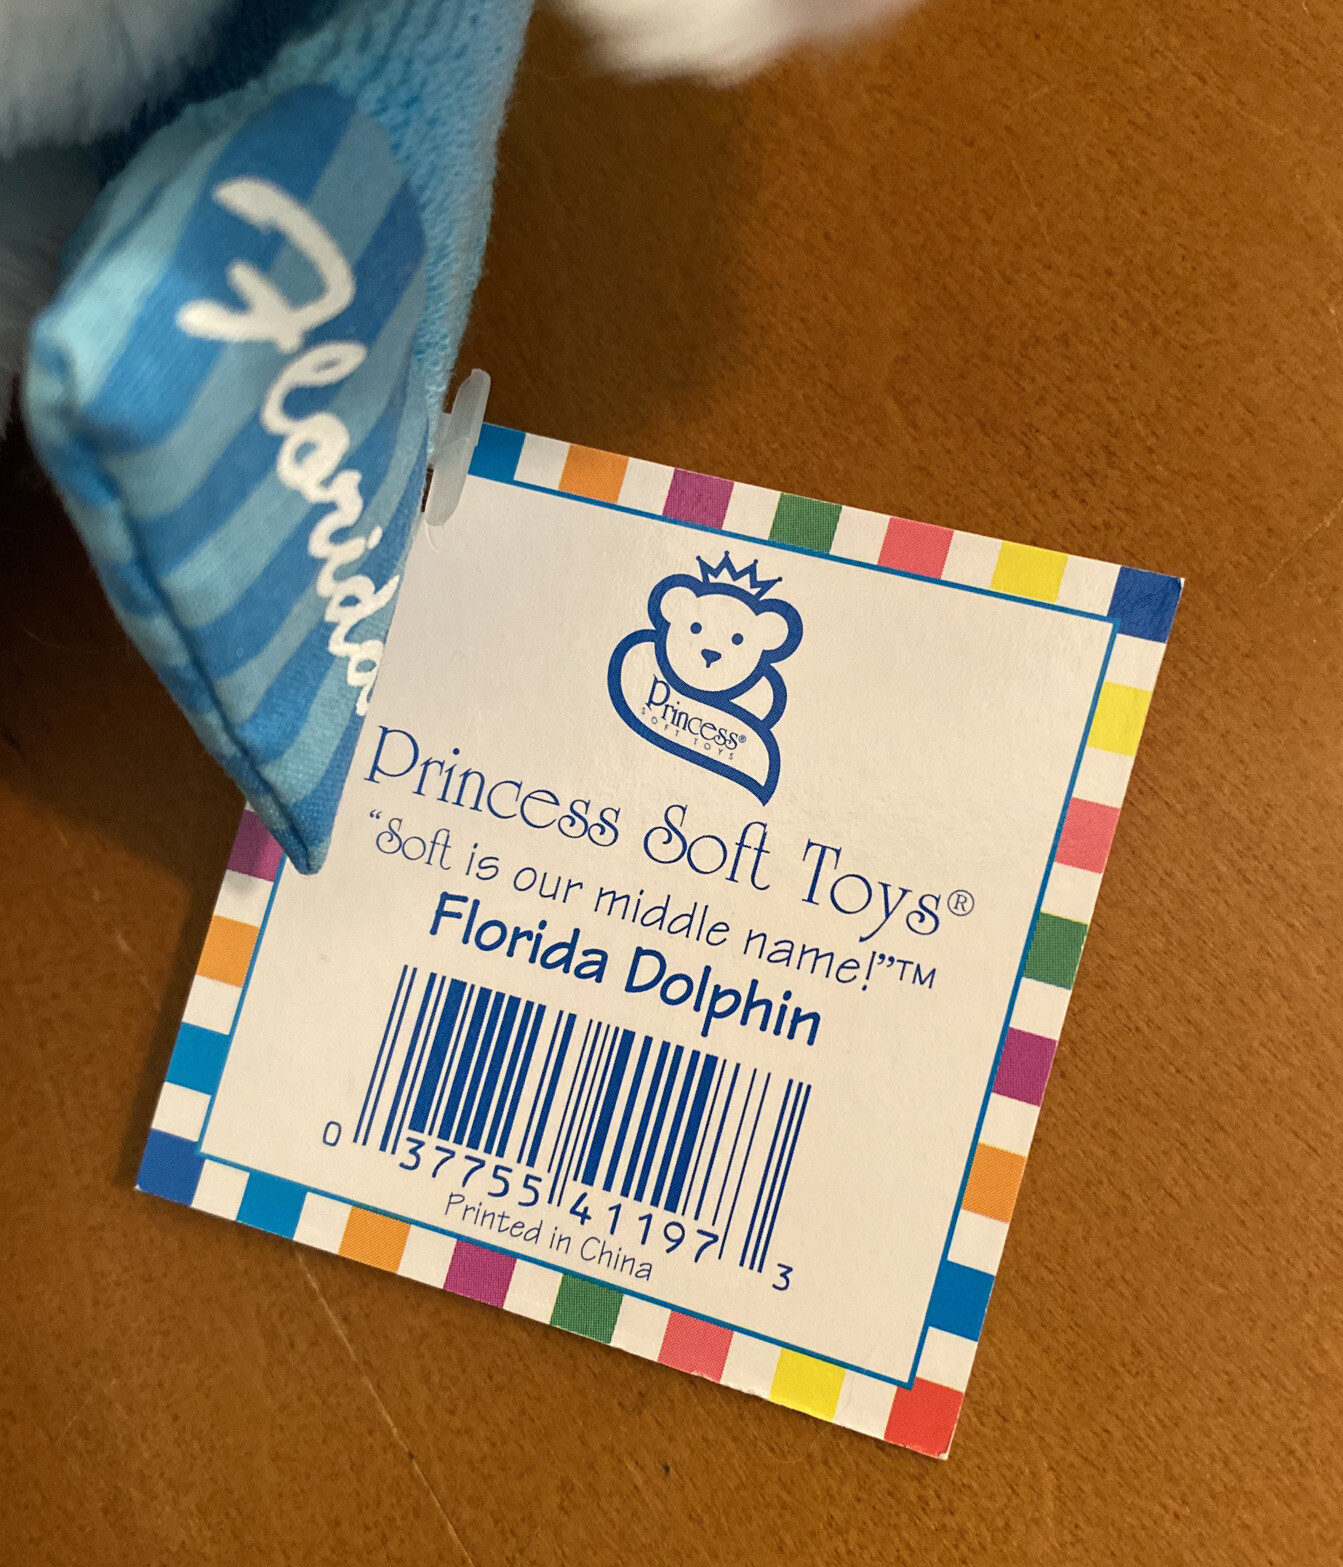 Florida
Princess®
SOFT TOYS
Princess Soft Toys®
"Soft is our middle name!"™
Florida Dolphin
0 37755 41197 3
Printed in China